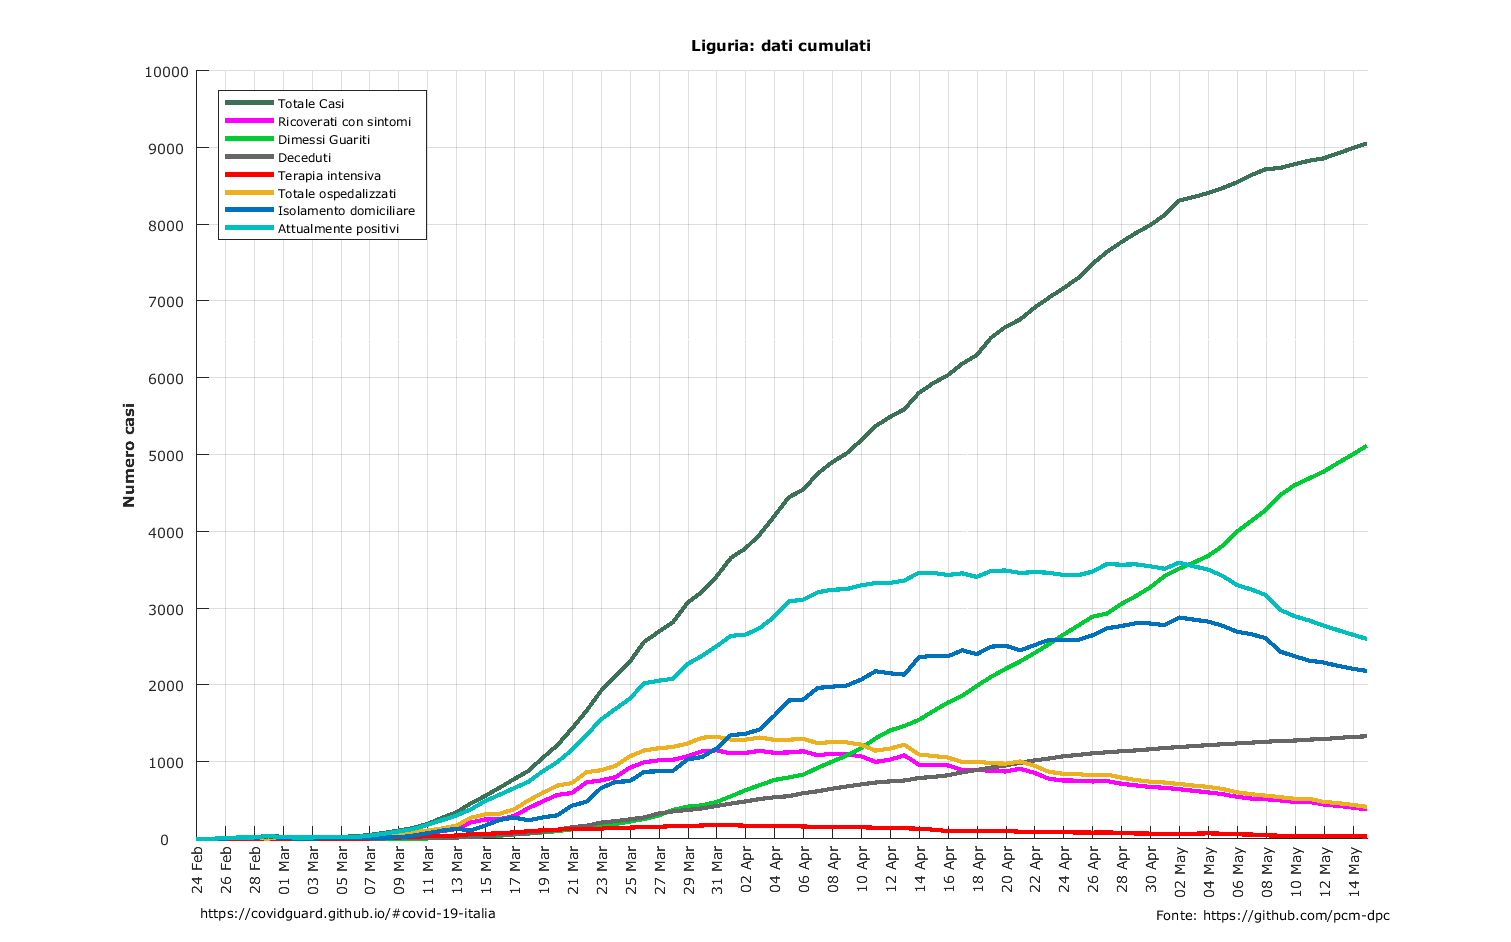 Liguria: dati cumulati
10000
9000
8000
7000
6000
5000
4000
3000
2000
1000
0
Numero casi
Totale Casi
Ricoverati con sintomi
Dimessi Guariti
Deceduti
Terapia intensiva
Totale ospedalizzati
Isolamento domiciliare
Attualmente positivi
24 Feb
26 Feb
28 Feb
01 Mar
03 Mar
05 Mar
07 Mar
09 Mar
11 Mar
13 Mar
15 Mar
17 Mar
19 Mar
21 Mar
23 Mar
25 Mar
27 Mar
29 Mar
31 Mar
02 Apr
04 Apr
06 Apr
08 Apr
10 Apr
12 Apr
14 Apr
16 Apr
18 Apr
20 Apr
22 Apr
24 Apr
26 Apr
28 Apr
30 Apr
02 May
04 May
06 May
08 May
10 May
12 May
14 May
https://covidguard.github.io/#covid-19-italia
Fonte: https://github.com/pcm-dpc